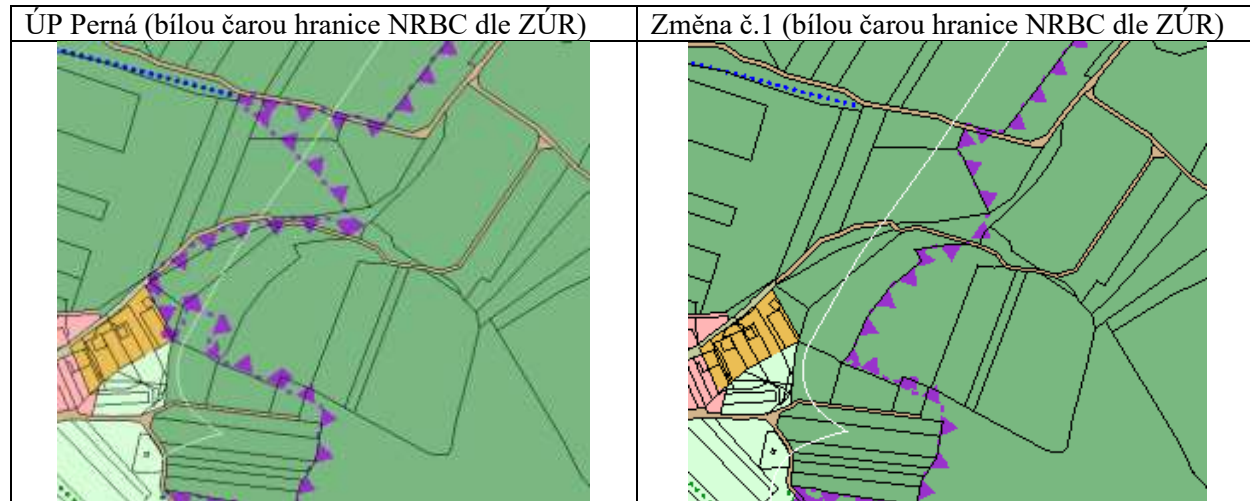 ÚP Perná (bílou čarou hranice NRBC dle ZÚR)
Změna č.1 (bílou čarou hranice NRBC dle ZÚR)